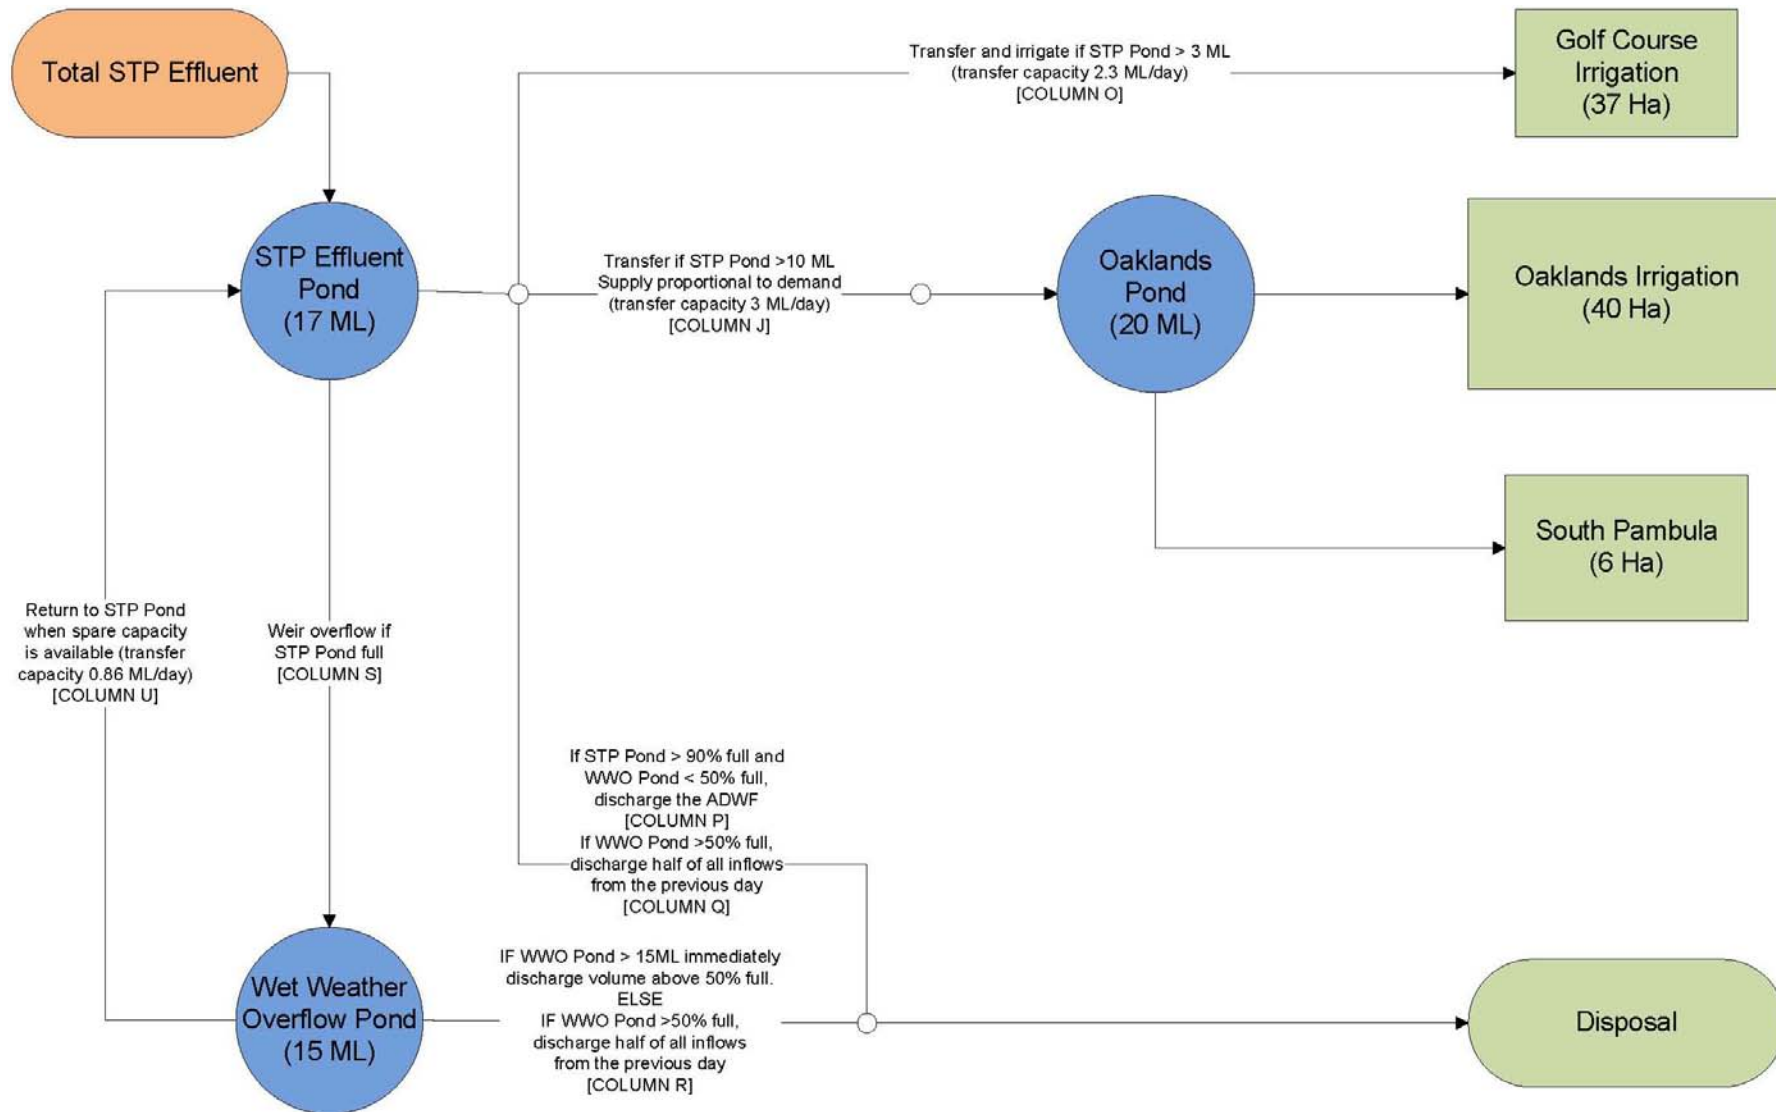 Total STP Effluent
Transfer and irrigate if STP Pond > 3 ML
(transfer capacity 2.3 ML/day)
[COLUMN O]
Golf Course
Irrigation
(37 Ha)
STP Effluent
Pond
(17 ML)
Transfer if STP Pond >10 ML
Supply proportional to demand
(transfer capacity 3 ML/day)
[COLUMN J]
Oaklands
Pond
(20 ML)
Oaklands Irrigation
(40 Ha)
South Pambula
(6 Ha)
Return to STP Pond
when spare capacity
is available (transfer
capacity 0.86 ML/day)
[COLUMN U]
Weir overflow if
STP Pond full
[COLUMN S]
If STP Pond > 90% full and
WWO Pond < 50% full,
discharge the ADWF
[COLUMN P]
If WWO Pond >50% full,
discharge half of all inflows
from the previous day
[COLUMN Q]
Wet Weather
Overflow Pond
(15 ML)
IF WWO Pond > 15ML immediately
discharge volume above 50% full.
ELSE
IF WWO Pond >50% full,
discharge half of all inflows
from the previous day
[COLUMN R]
Disposal